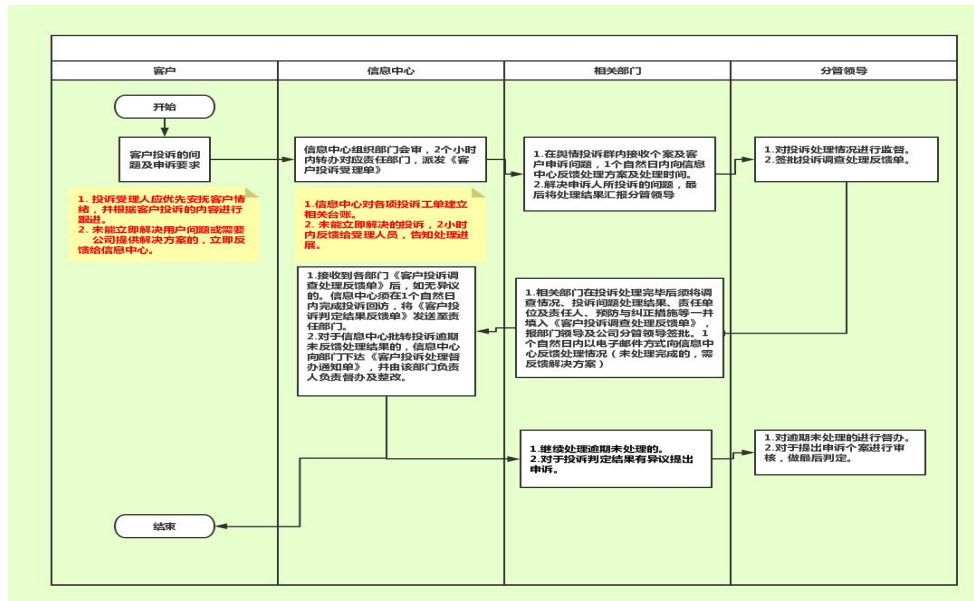 客户
信息中心
相关部门
分管领导
开始
客户投诉的问
题及申诉要求
信息中心组织部门会审，2个小时
内转办对应责任部门，派发《客
户投诉受理单》
1.在舆情投诉群内接收个案及客
户申诉问题，1个自然日内向信息
中心反馈处理方案及处理时间。
2.解决申诉人所投诉的问题，最
后将处理结果汇报分管领导
1.对投诉处理情况进行监督。
2.签批投诉调查处理反馈单。
1. 投诉受理人应优先安抚客户情
绪，并根据客户投诉的内容进行
跟进。
2. 未能立即解决用户问题或需要
公司提供解决方案的，立即反
馈给信息中心。
1.信息中心对各项投诉工单建立
相关台账。
2. 未能立即解决的投诉，2小时
内反馈给受理人员，告知处理进
展。
1.接收到各部门《客户投诉调
查处理反馈单》后，如无异议
的。信息中心须在1个自然日
内完成投诉回访，将《客户投
诉判定结果反馈单》发送至责
任部门。
2.对于信息中心批转投诉逾期
未反馈处理结果的，信息中心
向部门下达《客户投诉处理督
办通知单》，并由该部门负责
人负责督办及整改。
1.相关部门在投诉处理完毕后须将调
查情况、投诉问题处理结果、责任单
位及责任人、预防与纠正措施等一并
填入《客户投诉调查处理反馈单》，
报部门领导及公司分管领导签批。1
个自然日内以电子邮件方式向信息中
心反馈处理情况（未处理完成的，需
反馈解决方案）
1.继续处理逾期未处理的。
2.对于投诉判定结果有异议提出
申诉。
1.对逾期未处理的进行督办。
2.对于提出申诉个案进行审
核，做最后判定。
结束